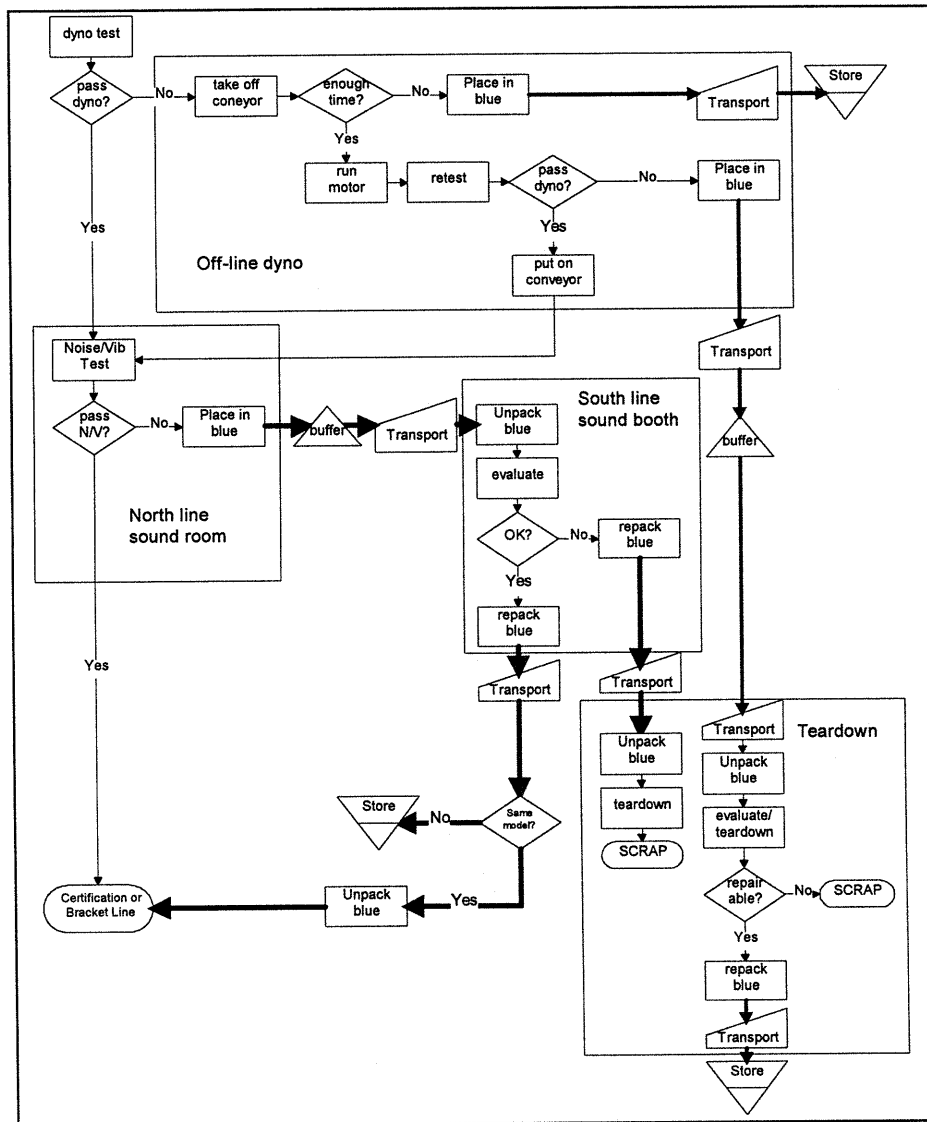 dyno test
pass
dyno?
No
take off
coneyor
enough
time?
No
Place in
blue
Transport
Store
Yes
run
motor
retest
pass
dyno?
No
Place in
blue
Yes
Yes
put on
conveyor
Off-line dyno
Noise/Vib
Test
Transport
pass
N/V?
No
Place in
blue
buffer
Transport
South line
sound booth
Unpack
blue
buffer
evaluate
North line
sound room
OK?
No
repack
blue
Yes
repack
blue
Yes
Transport
Transport
Transport
Teardown
Unpack
blue
Unpack
blue
Store
No
Same
model?
teardown
evaluate/
teardown
SCRAP
repair
able?
No
SCRAP
Certification or
Bracket Line
Unpack
blue
Yes
Yes
repack
blue
Transport
Store